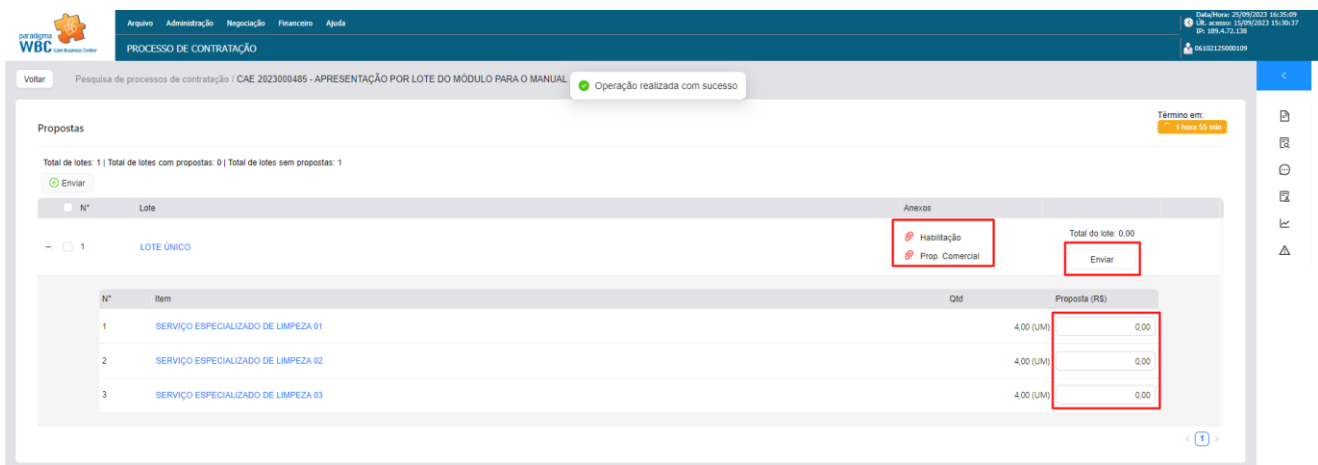 paradigma
WBC Web Business Center
Arquivo Administração Negociação Financeiro Ajuda
Data/Hora: 25/09/2023 16:35:09
Últ. acesso: 15/09/2023 15:30:37
IP: 189.4.72.138
PROCESSO DE CONTRATAÇÃO
06102125000109
Voltar
Pesquisa de processos de contratação / CAE 2023000485 - APRESENTAÇÃO POR LOTE DO MÓDULO PARA O MANUAL
Operação realizada com sucesso
Propostas
Término em:
1 hora 55 min
Total de lotes: 1 | Total de lotes com propostas: 0 | Total de lotes sem propostas: 1
Enviar
N° Lote Anexos
1 LOTE ÚNICO
Habilitação
Prop. Comercial
Total do lote: 0,00
Enviar
N° Item Qtd Proposta (R$)
1 SERVIÇO ESPECIALIZADO DE LIMPEZA 01 4,00 (UM) 0,00
2 SERVIÇO ESPECIALIZADO DE LIMPEZA 02 4,00 (UM) 0,00
3 SERVIÇO ESPECIALIZADO DE LIMPEZA 03 4,00 (UM) 0,00
< 1 >